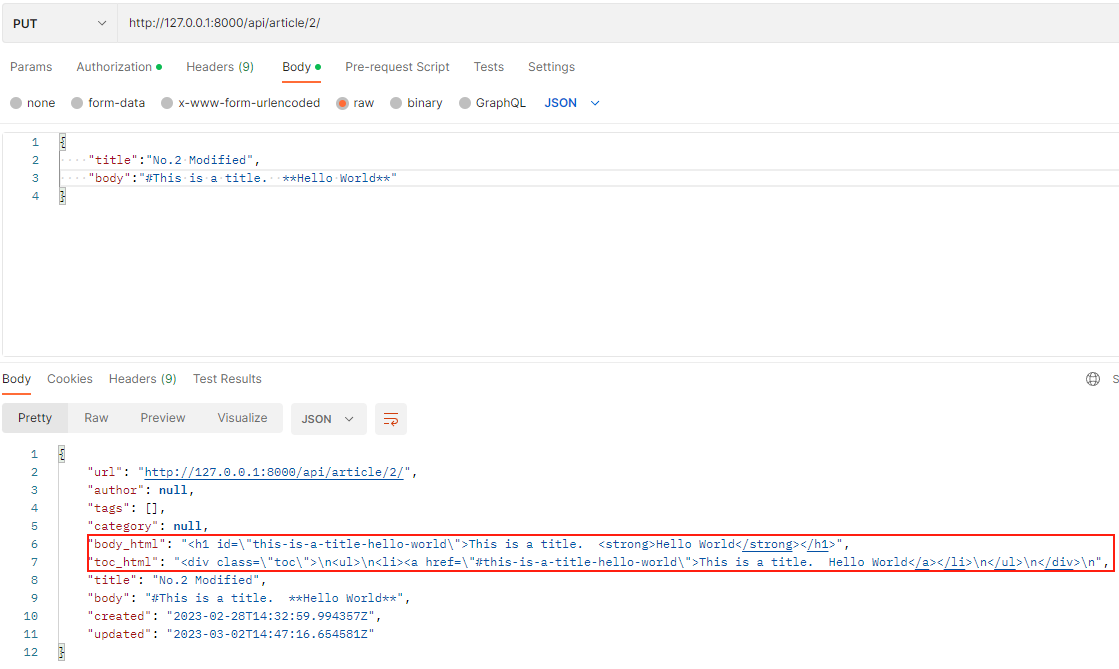 PUT http://127.0.0.1:8000/api/article/2/
Params Authorization Headers (9) Body Pre-request Script Tests Settings
none form-data x-www-form-urlencoded raw binary GraphQL JSON
1 {
2 "title":"No.2 Modified",
3 "body":"#This is a title.  **Hello World**"
4 }
Body Cookies Headers (9) Test Results S
Pretty Raw Preview Visualize JSON
1 {
2 "url": "http://127.0.0.1:8000/api/article/2/",
3 "author": null,
4 "tags": [],
5 "category": null,
6 "body_html": "<h1 id=\"this-is-a-title-hello-world\">This is a title.  <strong>Hello World</strong></h1>",
7 "toc_html": "<div class=\"toc\">\n<ul>\n<li><a href=\"#this-is-a-title-hello-world\">This is a title.  Hello World</a></li>\n</ul>\n</div>\n",
8 "title": "No.2 Modified",
9 "body": "#This is a title.  **Hello World**",
10 "created": "2023-02-28T14:32:59.994357Z",
11 "updated": "2023-03-02T14:47:16.654581Z"
12 }